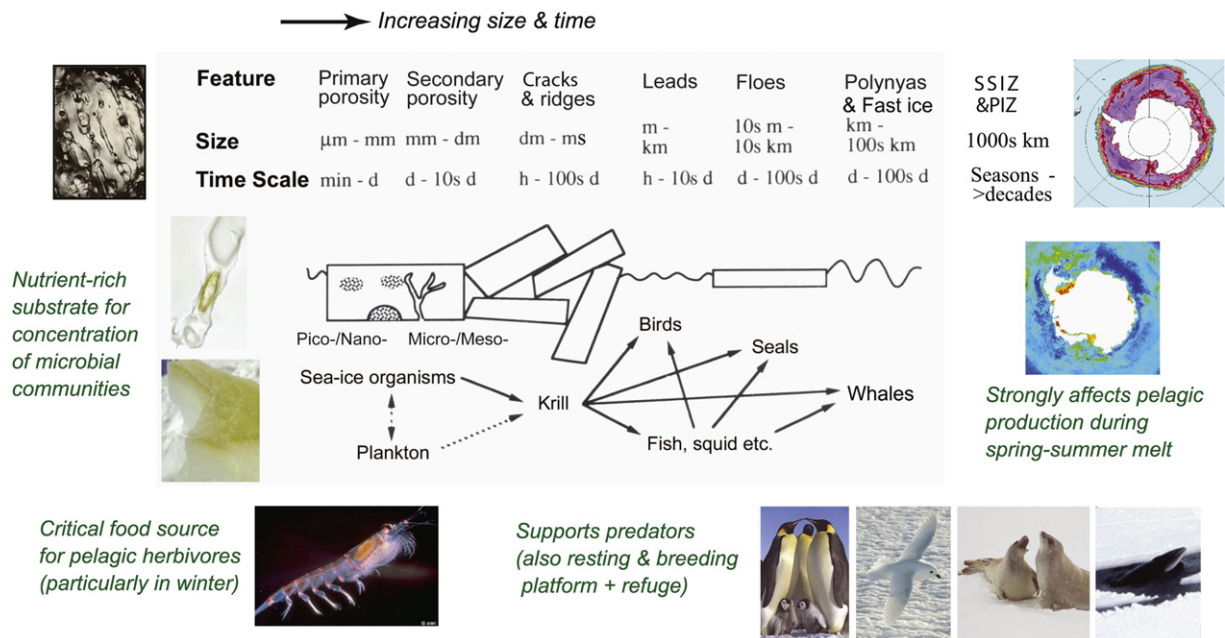 Increasing size & time
Feature
Primary
porosity
Secondary
porosity
Cracks
& ridges
Leads
Floes
Polynyas
& Fast ice
SSIZ
&PIZ
Size
μm - mm
mm - dm
dm - ms
m -
km
10s m -
10s km
km -
100s km
1000s km
Time Scale
min - d
d - 10s d
h - 100s d
h - 10s d
d - 100s d
d - 100s d
Seasons -
>decades
Nutrient-rich
substrate for
concentration
of microbial
communities
Pico-/Nano-
Micro-/Meso-
Sea-ice organisms
Plankton
Krill
Birds
Seals
Whales
Fish, squid etc.
Strongly affects pelagic
production during
spring-summer melt
Critical food source
for pelagic herbivores
(particularly in winter)
Supports predators
(also resting & breeding
platform + refuge)